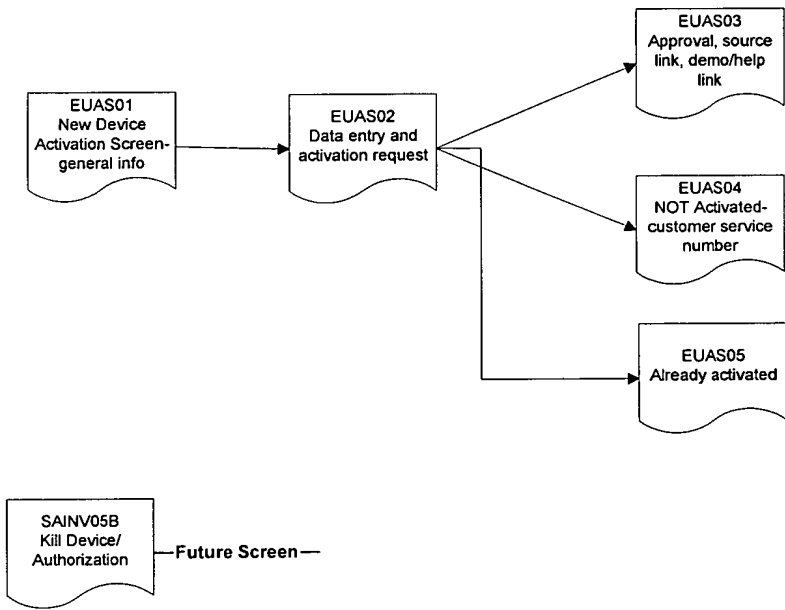 EUAS01
New Device
Activation Screen-
general info
EUAS02
Data entry and
activation request
EUAS03
Approval, source
link, demo/help
link
EUAS04
NOT Activated-
customer service
number
EUAS05
Already activated
SAINV05B
Kill Device/
Authorization
Future Screen